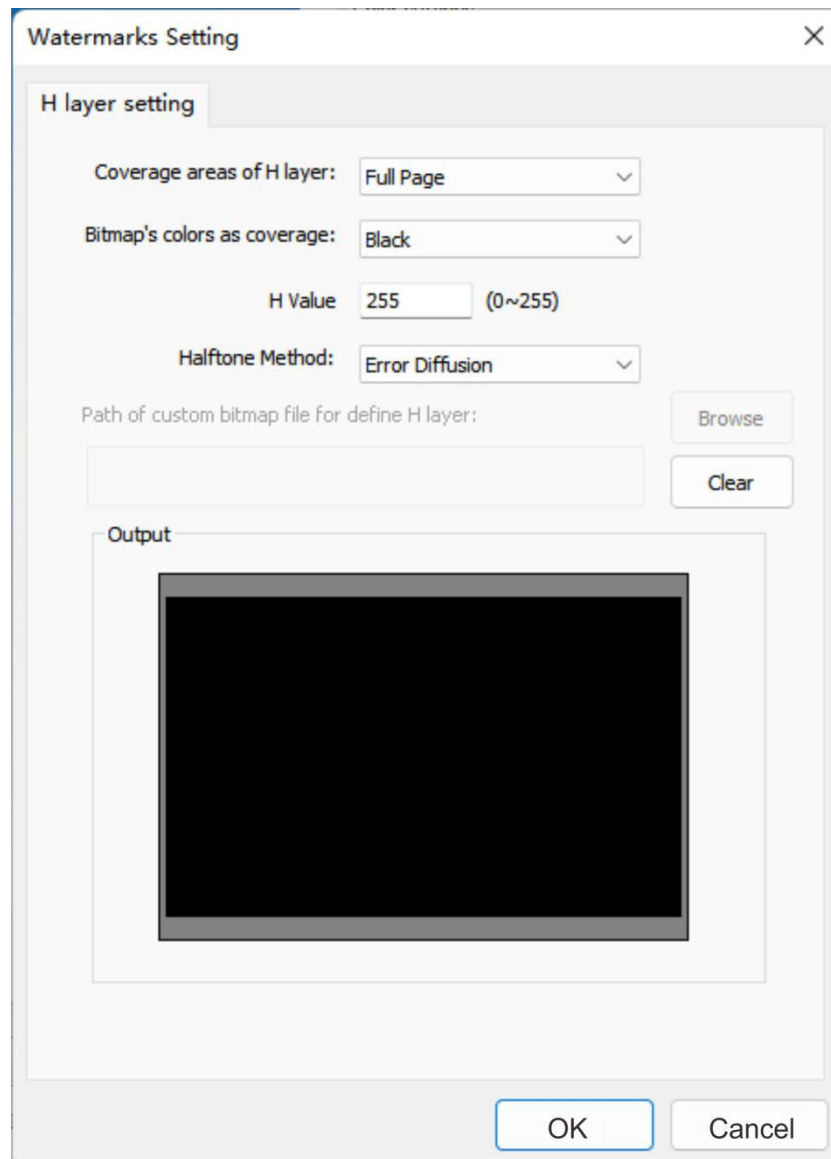 Watermarks Setting
H layer setting
Coverage areas of H layer: Full Page
Bitmap's colors as coverage: Black
H Value 255 (0~255)
Halftone Method: Error Diffusion
Path of custom bitmap file for define H layer: Browse
Clear
Output
OK Cancel